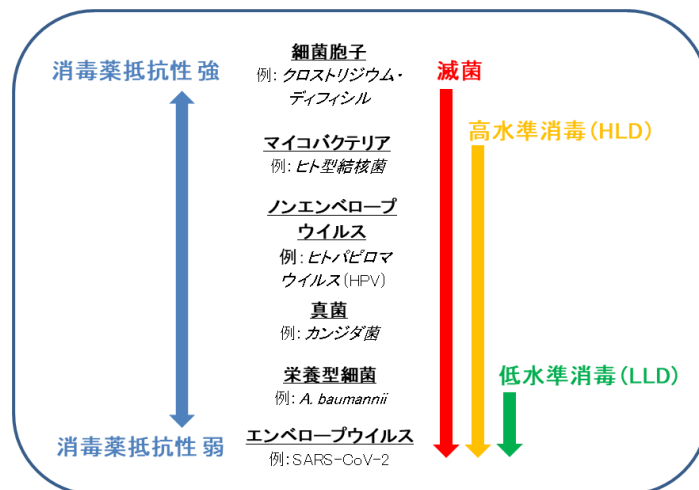 消毒薬抵抗性 強
細菌胞子
例: クロストリジウム・
ディフィシル
滅菌
高水準消毒(HLD)
マイコバクテリア
例: ヒト型結核菌
ノンエンベロープ
ウイルス
例: ヒトパピロマ
ウイルス(HPV)
真菌
例: カンジダ菌
栄養型細菌
例: A. baumannii
低水準消毒(LLD)
消毒薬抵抗性 弱
エンベロープウイルス
例:SARS-CoV-2